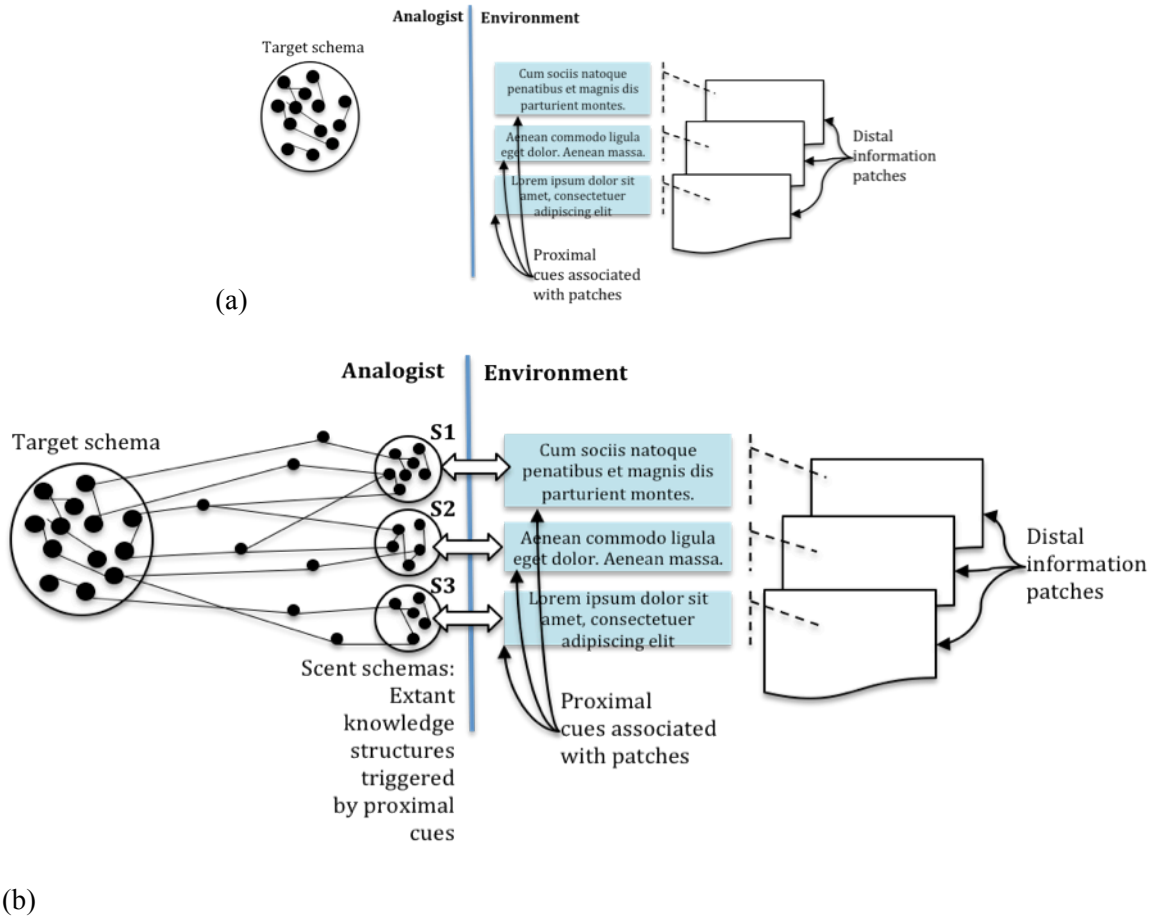 Analogist
Environment
Target schema
Cum sociis natoque
penatibus et magnis dis
parturient montes.
Aenean commodo ligula
eget dolor. Aenean massa.
Lorem ipsum dolor sit
amet, consectetuer
adipiscing elit
Distal
information
patches
Proximal
cues associated
with patches
(a)
Analogist
Environment
Target schema
S1
S2
S3
Cum sociis natoque
penatibus et magnis dis
parturient montes.
Aenean commodo ligula
eget dolor. Aenean massa.
Lorem ipsum dolor sit
amet, consectetuer
adipiscing elit
Distal
information
patches
Scent schemas:
Extant
knowledge
structures
triggered
by proximal
cues
Proximal
cues associated
with patches
(b)